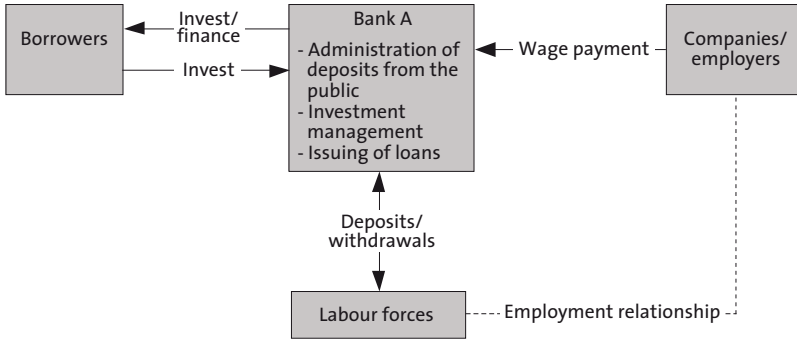 Borrowers
Invest/
finance
Invest
Bank A
- Administration of
deposits from the
public
- Investment
management
- Issuing of loans
Wage payment
Companies/
employers
Deposits/
withdrawals
Labour forces
Employment relationship